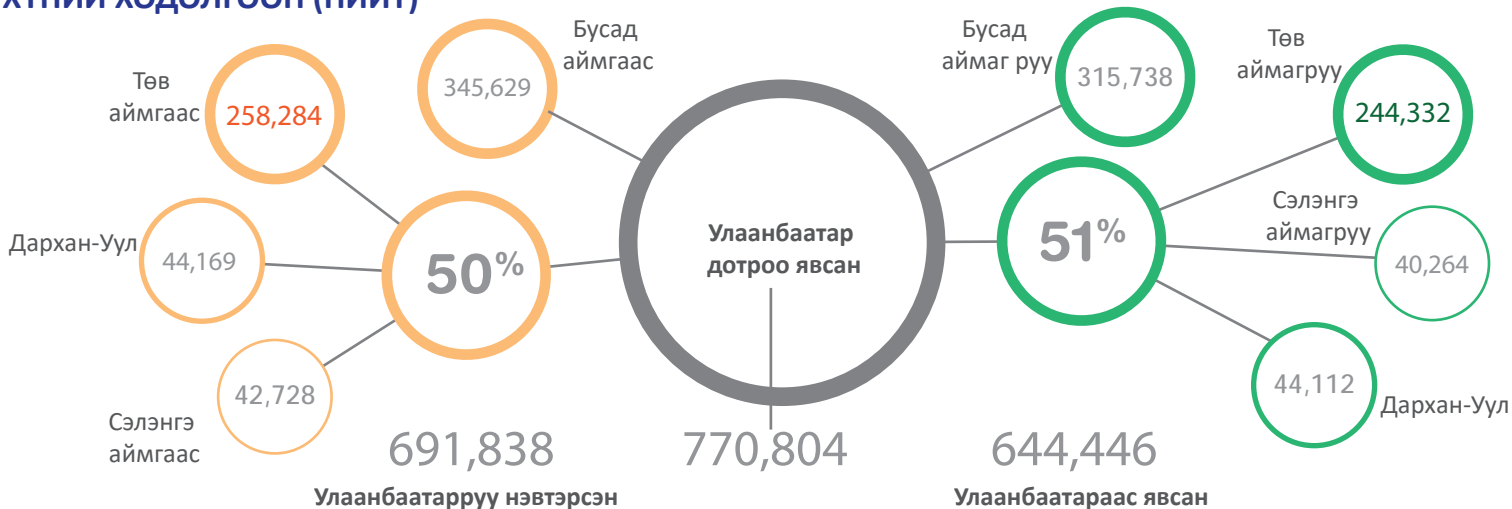 ХӨДӨЛГӨӨН (НИЙТ)
Төв
аймгаас
258,284
Бусад
аймгаас
345,629
Дархан-Уул
44,169
50%
42,728
Сэлэнгэ
аймгаас
691,838
Улаанбаатарруу нэвтэрсэн
Улаанбаатар
дотроо явсан
770,804
Бусад
аймаг руу
315,738
Төв
аймагруу
244,332
51%
Сэлэнгэ
аймагруу
40,264
44,112
Дархан-Уул
644,446
Улаанбаатараас явсан